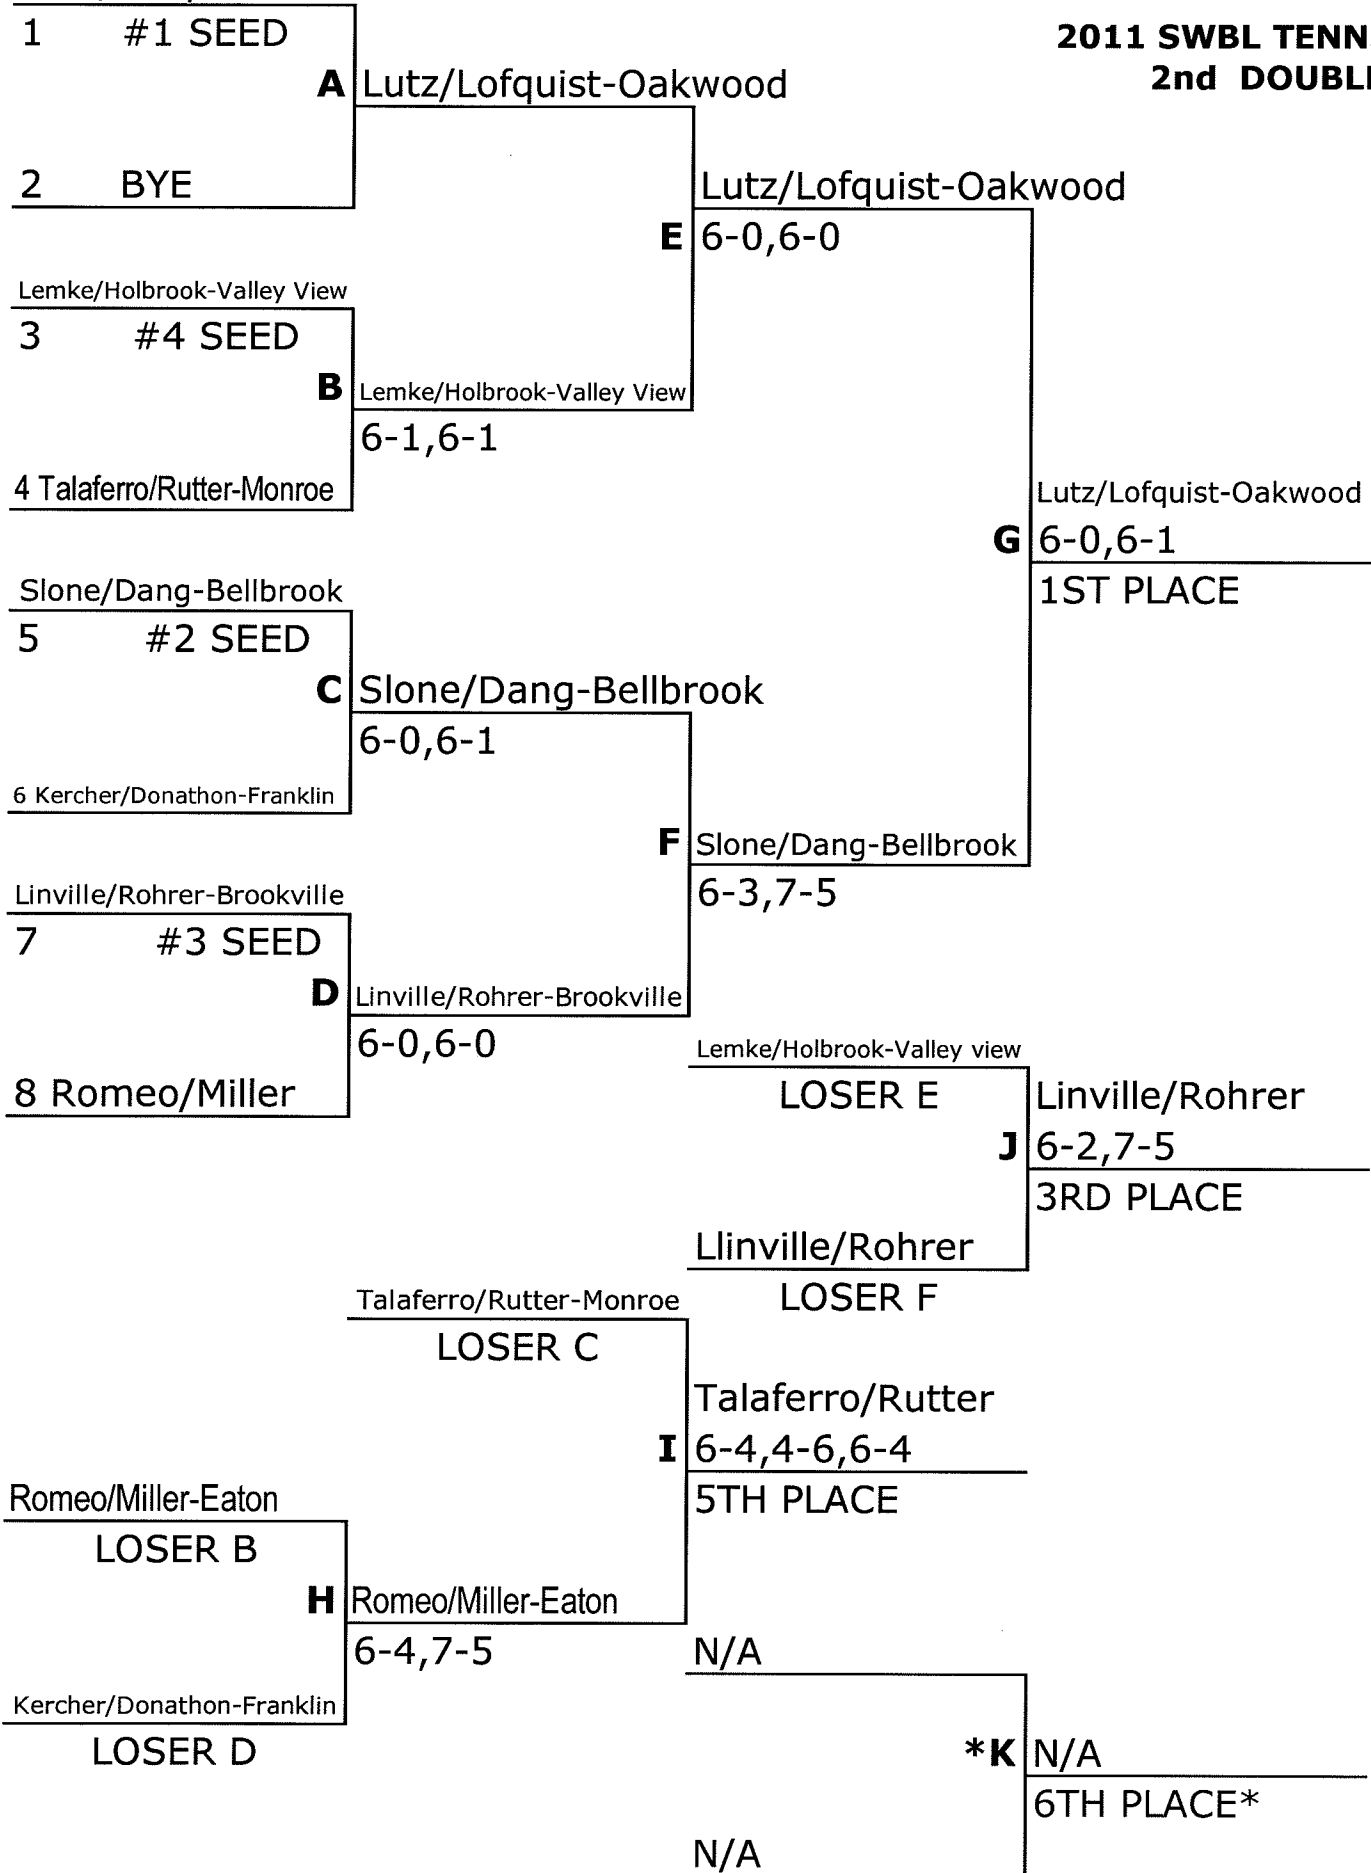 1 #1 SEED
2011 SWBL TENN
2nd DOUBL
A Lutz/Lofquist-Oakwood
2 BYE
Lutz/Lofquist-Oakwood
E 6-0,6-0
Lemke/Holbrook-Valley View
3 #4 SEED
B Lemke/Holbrook-Valley View
6-1,6-1
4 Talaferro/Rutter-Monroe
Lutz/Lofquist-Oakwood
G 6-0,6-1
1ST PLACE
Slone/Dang-Bellbrook
5 #2 SEED
C Slone/Dang-Bellbrook
6-0,6-1
6 Kercher/Donathon-Franklin
F Slone/Dang-Bellbrook
6-3,7-5
Linville/Rohrer-Brookville
7 #3 SEED
D Linville/Rohrer-Brookville
6-0,6-0
8 Romeo/Miller
Lemke/Holbrook-Valley view
LOSER E
Linville/Rohrer
J 6-2,7-5
3RD PLACE
Llinville/Rohrer
LOSER F
Talaferro/Rutter-Monroe
LOSER C
Talaferro/Rutter
I 6-4,4-6,6-4
5TH PLACE
Romeo/Miller-Eaton
LOSER B
H Romeo/Miller-Eaton
6-4,7-5
Kercher/Donathon-Franklin
LOSER D
N/A
*K N/A
6TH PLACE*
N/A